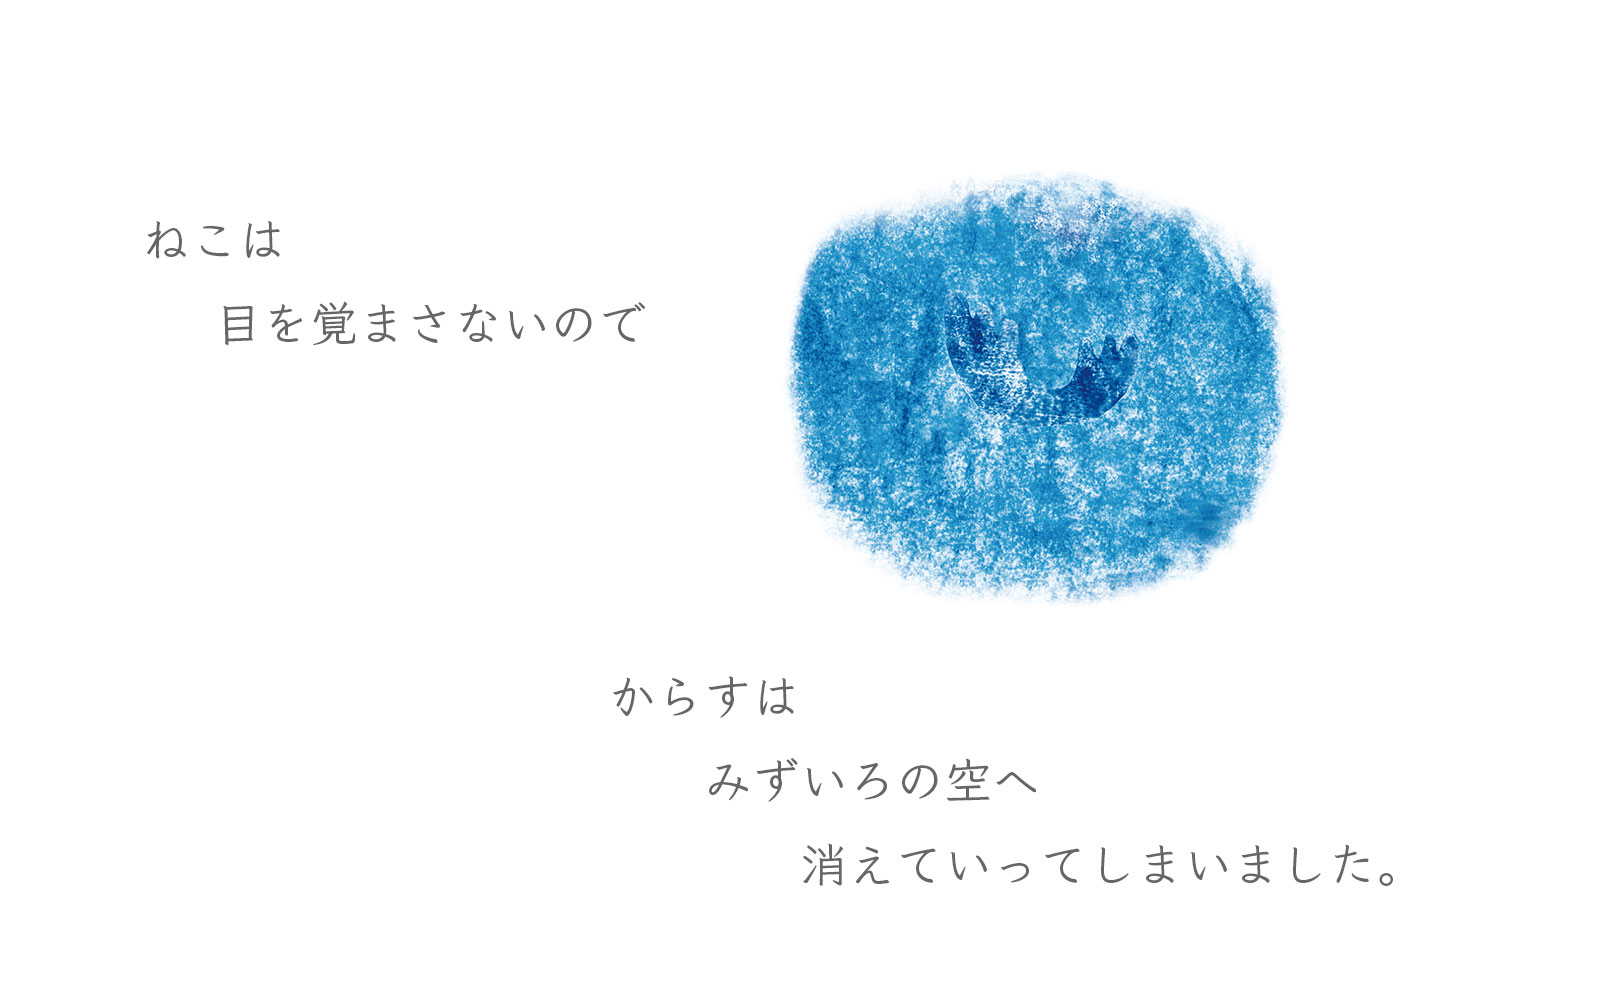 ねこは
目を覚まさないので
からすは
みずいろの空へ
消えていってしまいました。